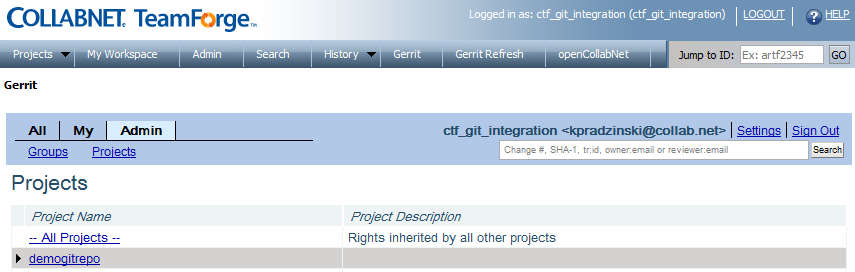 COLLABNET. TEAMFORGE™
Logged in as: ctf_git_integration (ctf_git_integration) LOGOUT ? HELP
Projects My Workspace Admin Search History Gerrit Gerrit Refresh openCollabNet Jump to ID: Ex: artf2345 GO
Gerrit
All My Admin
ctf_git_integration <kpradzinski@collab.net> Settings Sign Out
Groups Projects
Change #, SHA-1, tr:id, owner:email or reviewer:email Search
Projects
Project Name Project Description
-- All Projects -- Rights inherited by all other projects
demogitrepo